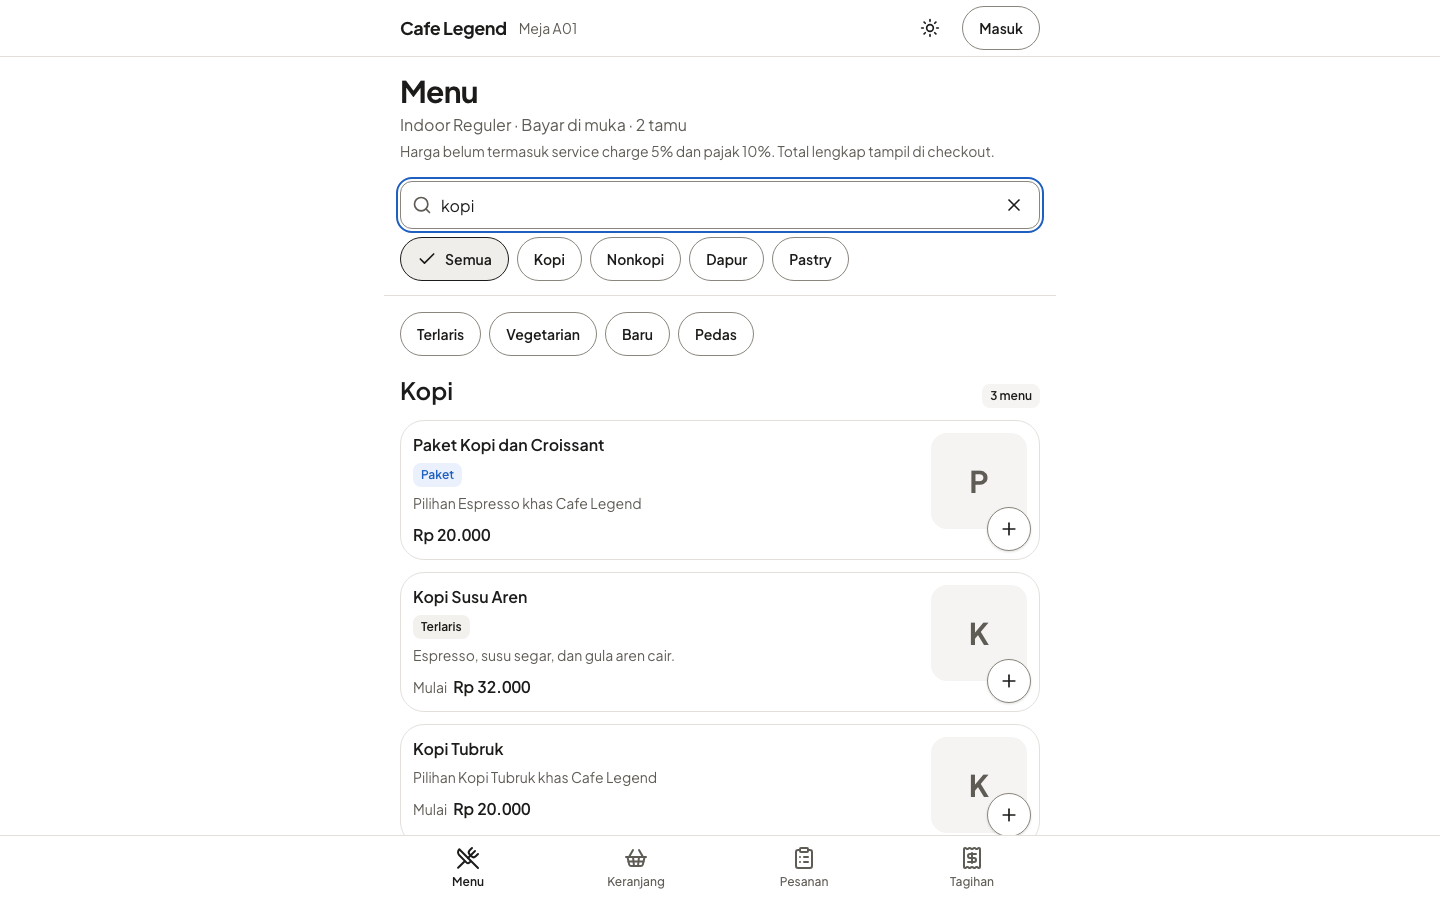 Cafe Legend Meja A01 Masuk
Menu
Indoor Reguler · Bayar di muka · 2 tamu
Harga belum termasuk service charge 5% dan pajak 10%. Total lengkap tampil di checkout.
kopi
Semua Kopi Nonkopi Dapur Pastry
Terlaris Vegetarian Baru Pedas
Kopi 3 menu
Paket Kopi dan Croissant
Paket
Pilihan Espresso khas Cafe Legend
Rp 20.000
P
Kopi Susu Aren
Terlaris
Espresso, susu segar, dan gula aren cair.
Mulai Rp 32.000
K
Kopi Tubruk
Pilihan Kopi Tubruk khas Cafe Legend
Mulai Rp 20.000
K
Menu Keranjang Pesanan Tagihan